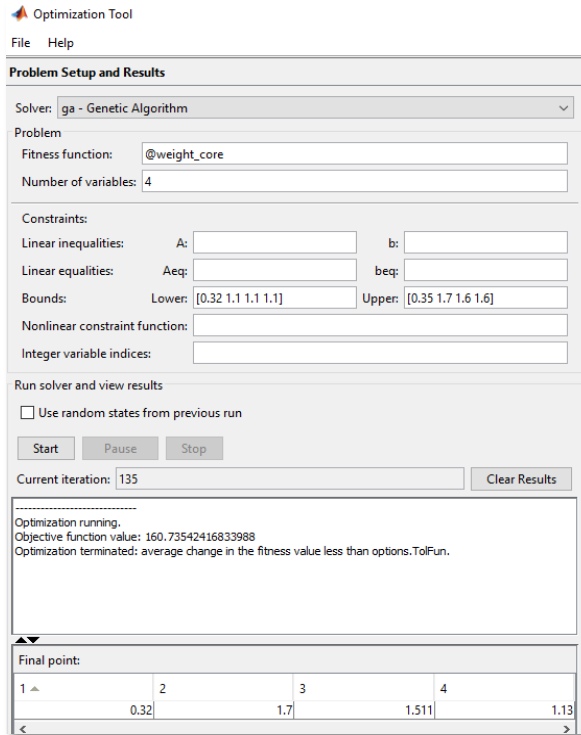 Optimization Tool
File Help
Problem Setup and Results
Solver: ga - Genetic Algorithm
Problem
Fitness function: @weight_core
Number of variables: 4
Constraints:
Linear inequalities: A: b:
Linear equalities: Aeq: beq:
Bounds: Lower: [0.32 1.1 1.1 1.1] Upper: [0.35 1.7 1.6 1.6]
Nonlinear constraint function:
Integer variable indices:
Run solver and view results
Use random states from previous run
Start Pause Stop
Current iteration: 135 Clear Results
-----------------------------
Optimization running.
Objective function value: 160.73542416833988
Optimization terminated: average change in the fitness value less than options.TolFun.
Final point:
1 2 3 4
0.32 1.7 1.511 1.13